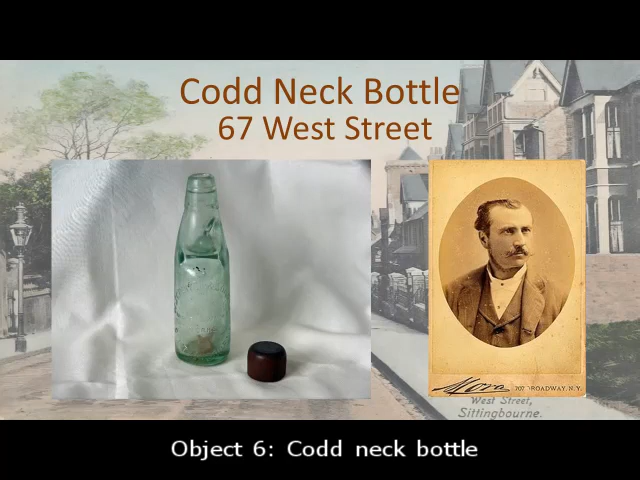 Codd Neck Bottle
67 West Street
Mora 707 BROADWAY, N.Y.
West Street,
Sittingbourne.
Object 6: Codd neck bottle